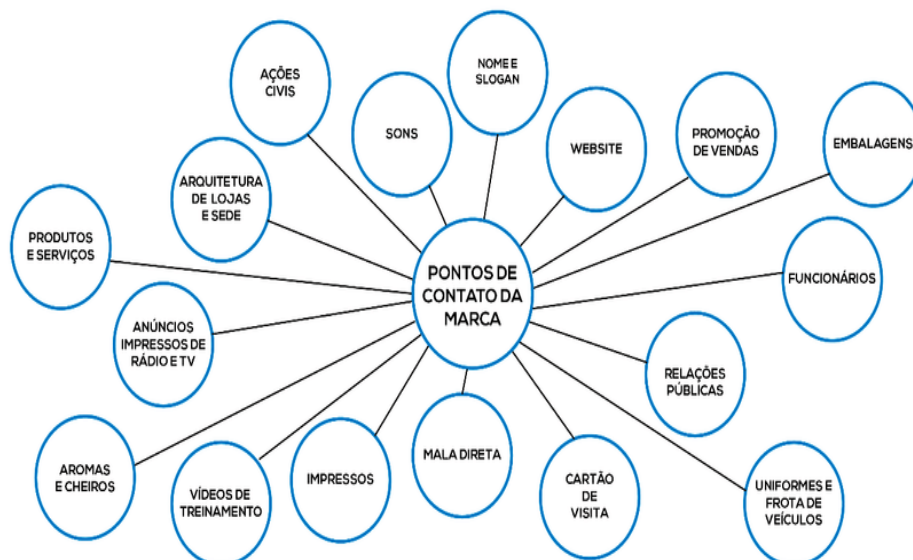 NOME E
SLOGAN
AÇÕES
CIVIS
SONS
WEBSITE
PROMOÇÃO
DE VENDAS
EMBALAGENS
ARQUITETURA
DE LOJAS
E SEDE
PRODUTOS
E SERVIÇOS
PONTOS DE
CONTATO DA
MARCA
FUNCIONÁRIOS
ANÚNCIOS
IMPRESSOS DE
RÁDIO E TV
RELAÇÕES
PÚBLICAS
AROMAS
E CHEIROS
VÍDEOS DE
TREINAMENTO
IMPRESSOS
MALA DIRETA
CARTÃO
DE
VISITA
UNIFORMES E
FROTA DE
VEÍCULOS